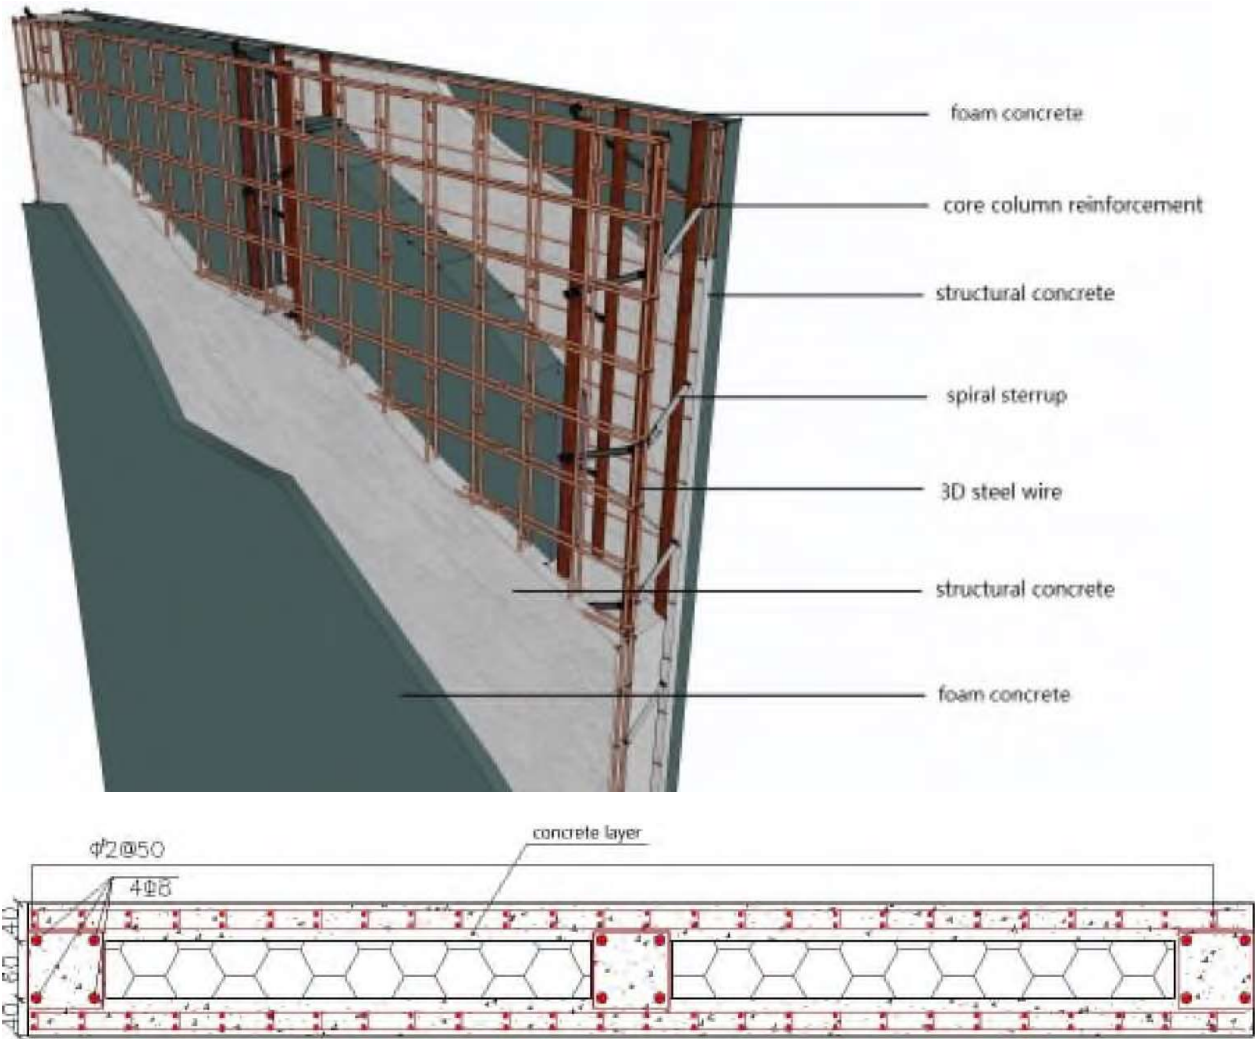 foam concrete
core column reinforcement
structural concrete
spiral sterrup
3D steel wire
structural concrete
foam concrete
concrete layer
Φ^b2@50
4Φ8
40
60
40